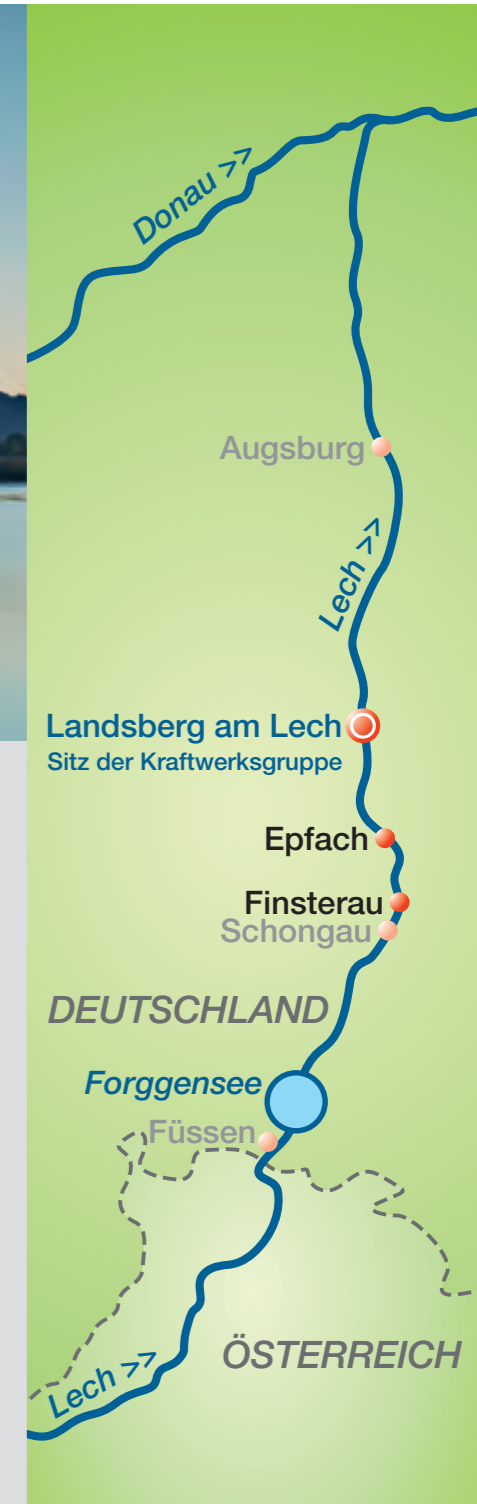 Donau >>
Augsburg
Lech >>
Landsberg am Lech
Sitz der Kraftwerksgruppe
Epfach
Finsterau
Schongau
DEUTSCHLAND
Forggensee
Füssen
ÖSTERREICH
Lech >>